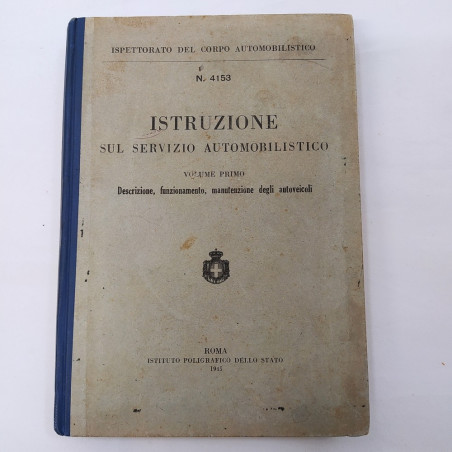 ISPETTORATO DEL CORPO AUTOMOBILISTICO
N. 4153
ISTRUZIONE
SUL SERVIZIO AUTOMOBILISTICO
VOLUME PRIMO
Descrizione, funzionamento, manutenzione degli autoveicoli
ROMA
ISTITUTO POLIGRAFICO DELLO STATO